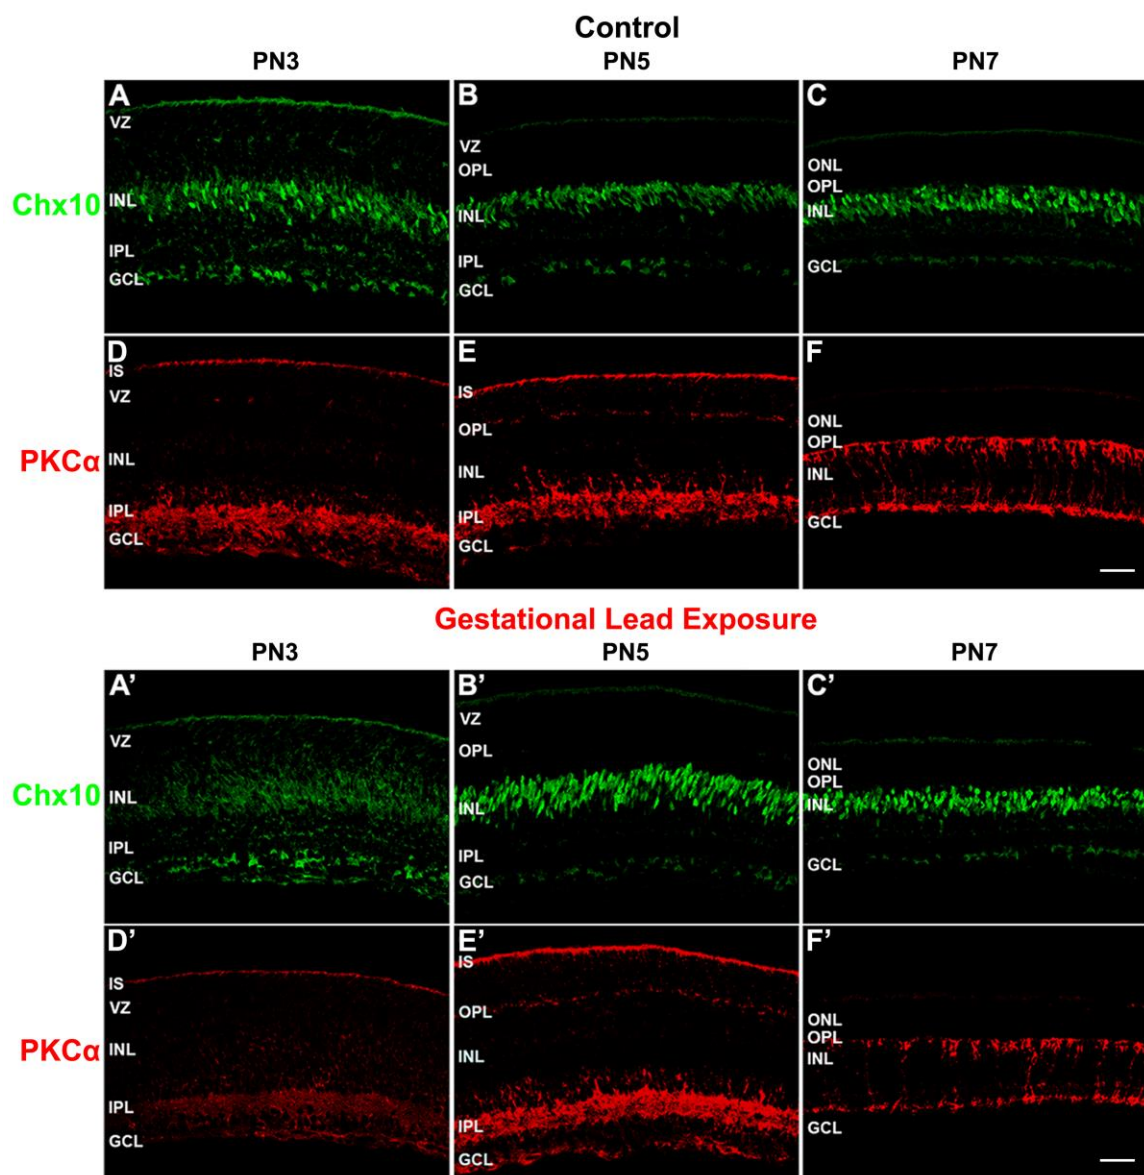 Control
PN3 PN5 PN7
Chx10
A
VZ
INL
IPL
GCL
B
VZ
OPL
INL
IPL
GCL
C
ONL
OPL
INL
GCL
PKCα
D
IS
VZ
INL
IPL
GCL
E
IS
OPL
INL
IPL
GCL
F
ONL
OPL
INL
GCL
Gestational Lead Exposure
PN3 PN5 PN7
Chx10
A'
VZ
INL
IPL
GCL
B'
VZ
OPL
INL
IPL
GCL
C'
ONL
OPL
INL
GCL
PKCα
D'
IS
VZ
INL
IPL
GCL
E'
IS
OPL
INL
IPL
GCL
F'
ONL
OPL
INL
GCL